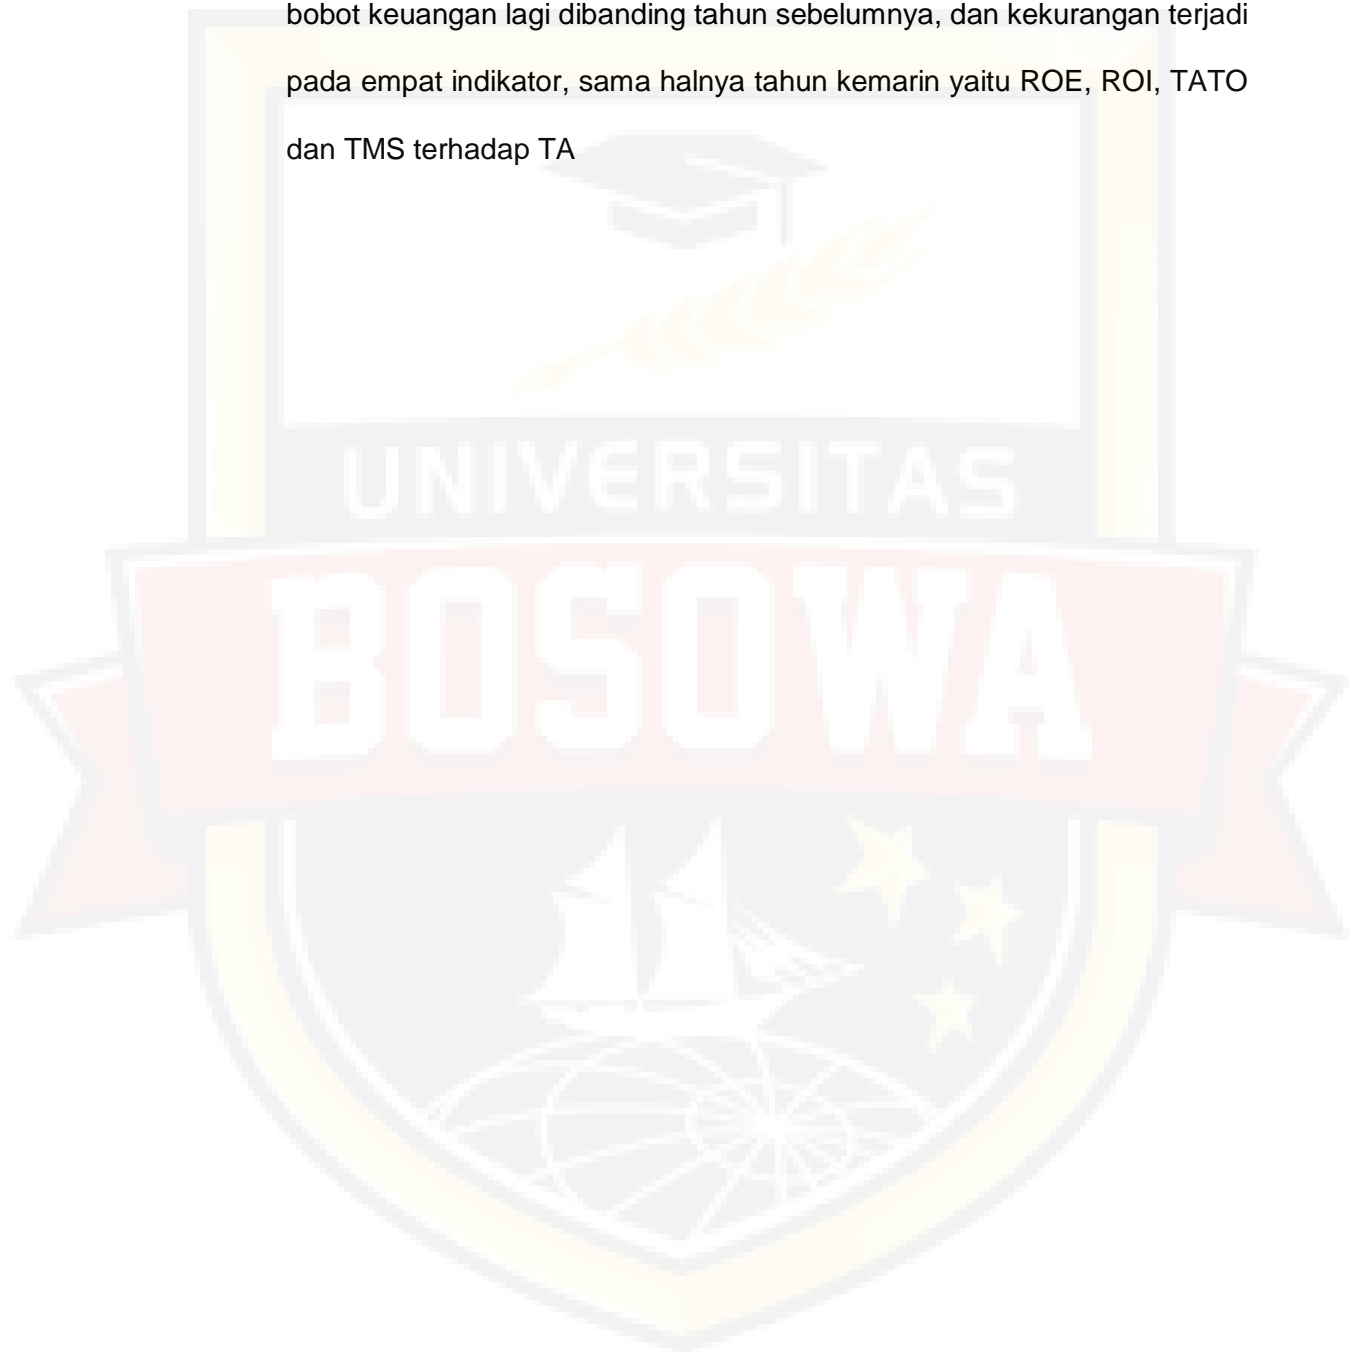 bobot keuangan lagi dibanding tahun sebelumnya, dan kekurangan terjadi
pada empat indikator, sama halnya tahun kemarin yaitu ROE, ROI, TATO
dan TMS terhadap TA
UNIVERSITAS
BOSOWA